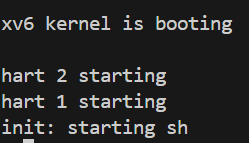 xv6 kernel is booting
hart 2 starting
hart 1 starting
init: starting sh